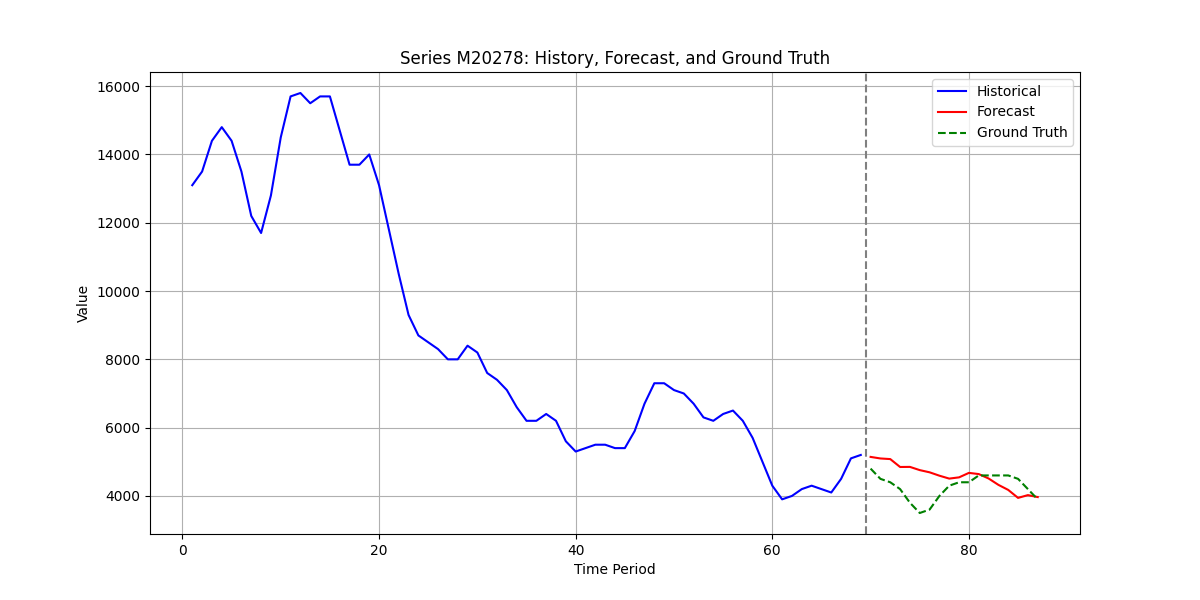 Series M20278: History, Forecast, and Ground Truth
16000
14000
12000
10000
8000
6000
4000
Value
Historical
Forecast
Ground Truth
0
20
40
60
80
Time Period